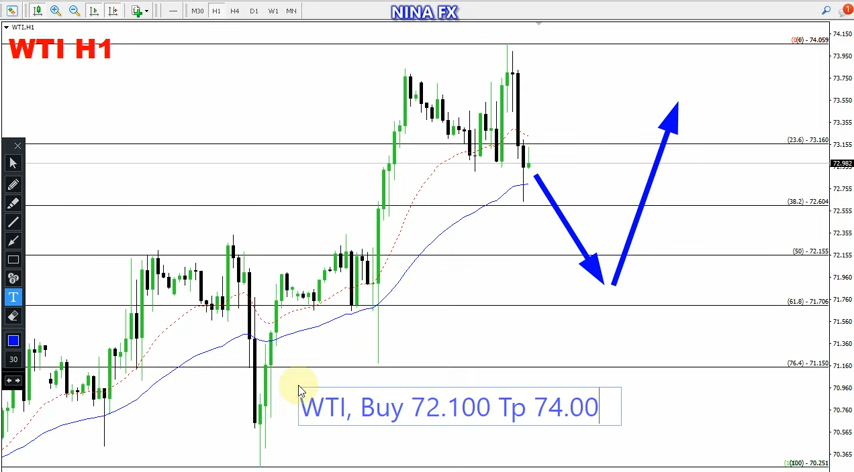 M30 H1 H4 D1 W1 MN
NINA FX
WTI,H1
WTI H1
(0) - 74.059
74.150
73.950
73.750
73.550
73.355
(23.6) - 73.160
73.155
72.982
72.755
(38.2) - 72.604
72.555
72.355
(50) - 72.155
72.155
71.960
71.760
(61.8) - 71.706
71.560
71.360
(76.4) - 71.150
71.160
70.960
70.760
70.565
70.365
(100) - 70.251
T
30
WTI, Buy 72.100 Tp 74.00